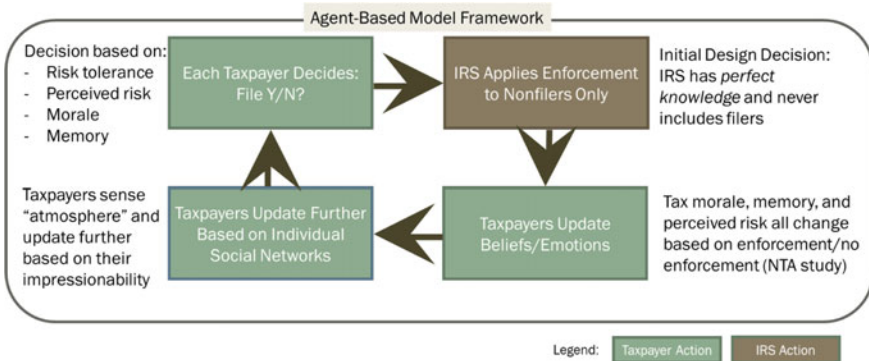 Agent-Based Model Framework
Decision based on:
- Risk tolerance
- Perceived risk
- Morale
- Memory
Each Taxpayer Decides:
File Y/N?
IRS Applies Enforcement
to Nonfilers Only
Initial Design Decision:
IRS has perfect
knowledge and never
includes filers
Taxpayers sense
“atmosphere” and
update further
based on their
impressionability
Taxpayers Update Further
Based on Individual
Social Networks
Taxpayers Update
Beliefs/Emotions
Tax morale, memory, and
perceived risk all change
based on enforcement/no
enforcement (NTA study)
Legend:
Taxpayer Action
IRS Action